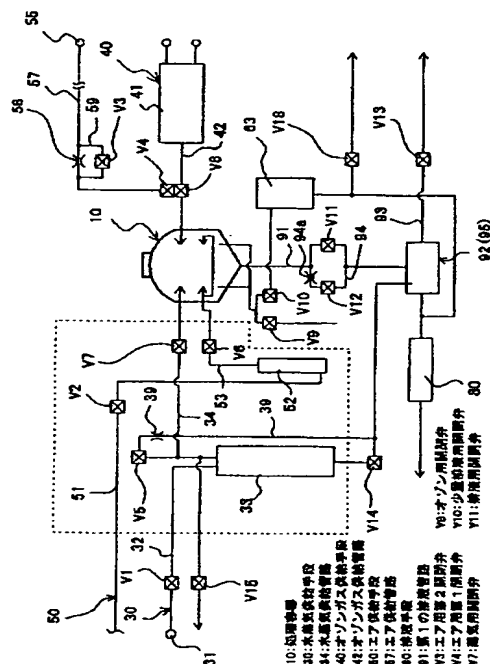 55
57
58
59
V3
40
41
42
V4
V8
10
63
V18
V13
V11
91
94a
94
93
V10
V12
V9
92(95)
80
V7
V6
V2
39
34
53
52
39
51
V5
33
V14
50
32
V1
30
V15
31
10:処理容器
30:水蒸気供給手段
34:水蒸気供給管路
40:オゾンガス供給手段
42:オゾンガス供給管路
50:エア供給手段
57:エア供給管路
90:排液手段
91:第1の排液管路
V3:エア用第2開閉弁
V4:エア用第1開閉弁
V7:蒸気用開閉弁
V8:オゾン用開閉弁
V10:少量排液用開閉弁
V11:排液用開閉弁